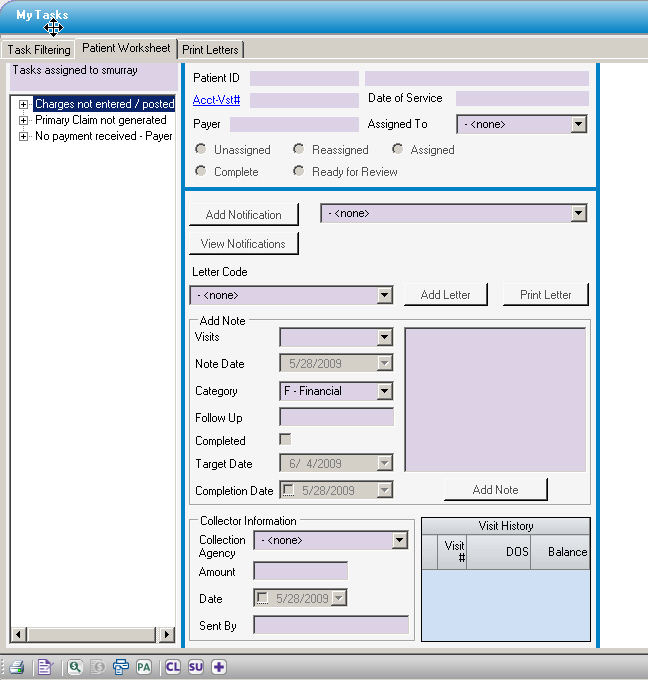 My Tasks
Task Filtering Patient Worksheet Print Letters
Tasks assigned to smurray
Charges not entered / posted
Primary Claim not generated
No payment received - Payer
Patient ID
Acct-Vst# Date of Service
Payer Assigned To - <none>
Unassigned Reassigned Assigned
Complete Ready for Review
Add Notification - <none>
View Notifications
Letter Code
- <none> Add Letter Print Letter
Add Note
Visits
Note Date 5/28/2009
Category F - Financial
Follow Up
Completed
Target Date 6/ 4/2009
Completion Date 5/28/2009 Add Note
Collector Information
Collection Agency - <none>
Amount
Date 5/28/2009
Sent By
Visit History
Visit # DOS Balance
PA CL SU